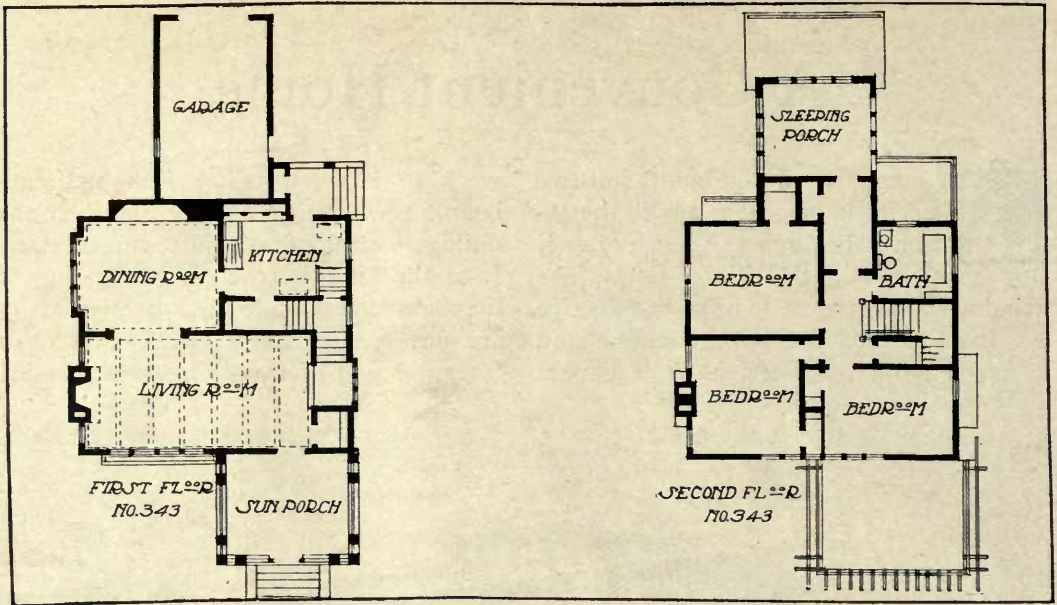 GARAGE
DINING ROOM
KITCHEN
LIVING ROOM
SUN PORCH
FIRST FLOOR
NO.343
SLEEPING
PORCH
BEDROOM
BATH
BEDROOM
BEDROOM
SECOND FLOOR
NO.343